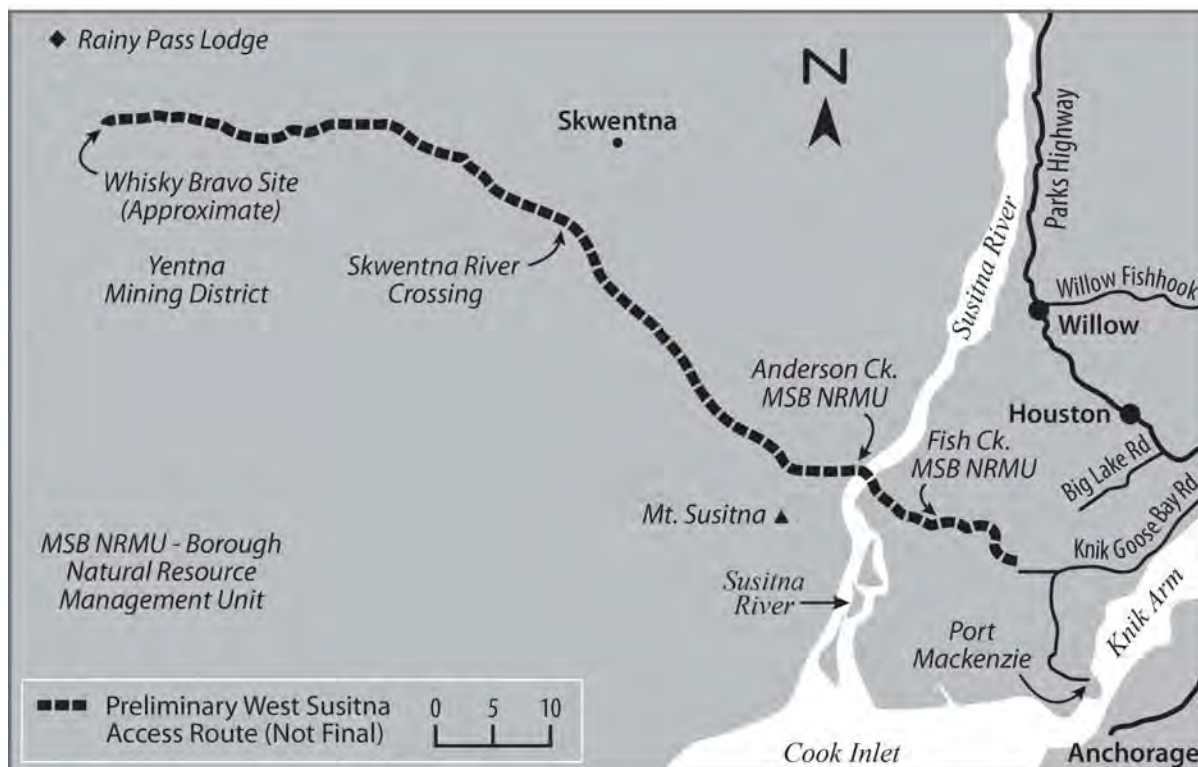 Rainy Pass Lodge
N
Skwentna
Parks Highway
Whisky Bravo Site
(Approximate)
Susitna River
Yentna
Mining District
Skwentna River
Crossing
Willow Fishhook
Willow
Anderson Ck.
MSB NRMU
Houston
Fish Ck.
MSB NRMU
Big Lake Rd
Mt. Susitna
Knik Goose Bay Rd
MSB NRMU - Borough
Natural Resource
Management Unit
Susitna
River
Knik Arm
Port
Mackenzie
Preliminary West Susitna
Access Route (Not Final)
0 5 10
Cook Inlet
Anchorage